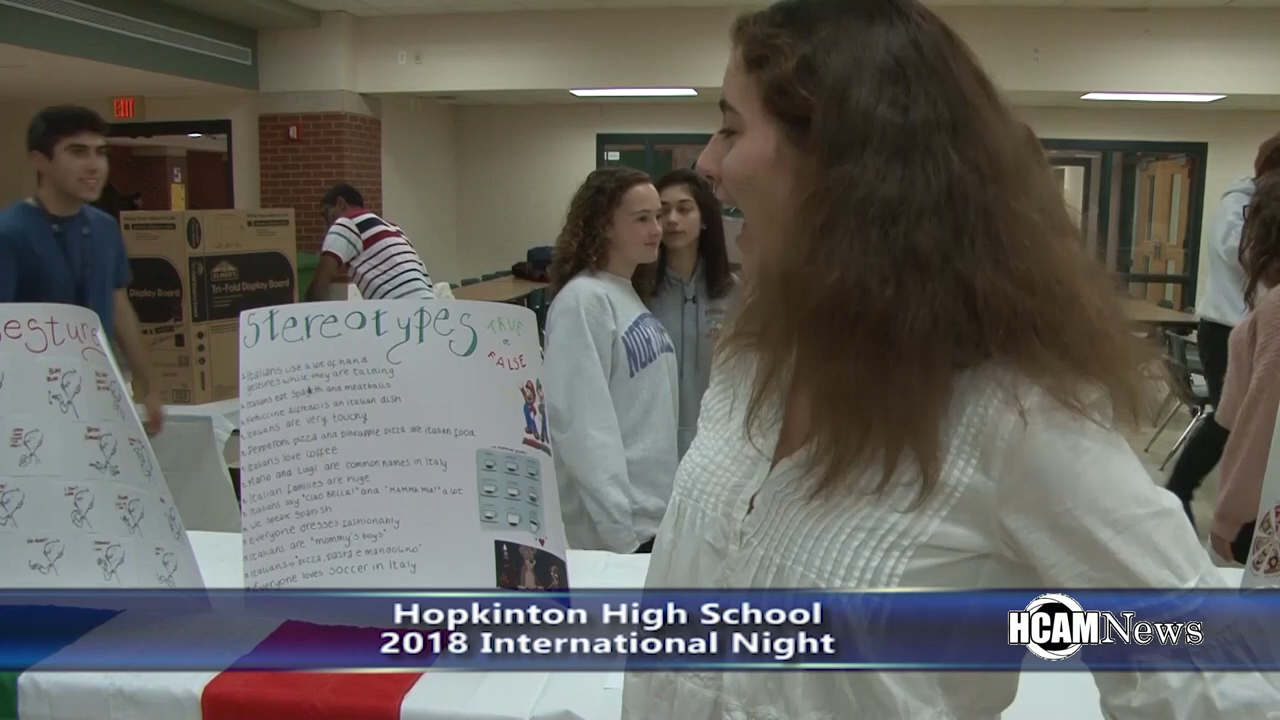 EXIT
Display Board
ELMER'S
Tri-Fold Display Board
Gesture
Stereotypes
TRUE
or
FALSE
Italians use a lot of hand
gestures while they are talking
Italians eat Spagetti and meatballs
Fettuccine Alfredo is an Italian dish
Italians are very touchy
Pepperoni pizza and pineapple pizza are italian food
Italians love coffee
Mario and Luigi are common names in Italy
Italian families are huge
Italians say "CIAO BELLA!" and "MAMMA MIA!" a lot
We speak Spanish
Everyone dresses fashionably
Italians are "mommy's boys"
Italians = "pizza, pasta e mandolino"
Everyone loves soccer in Italy
Hopkinton High School
2018 International Night
HCAM News